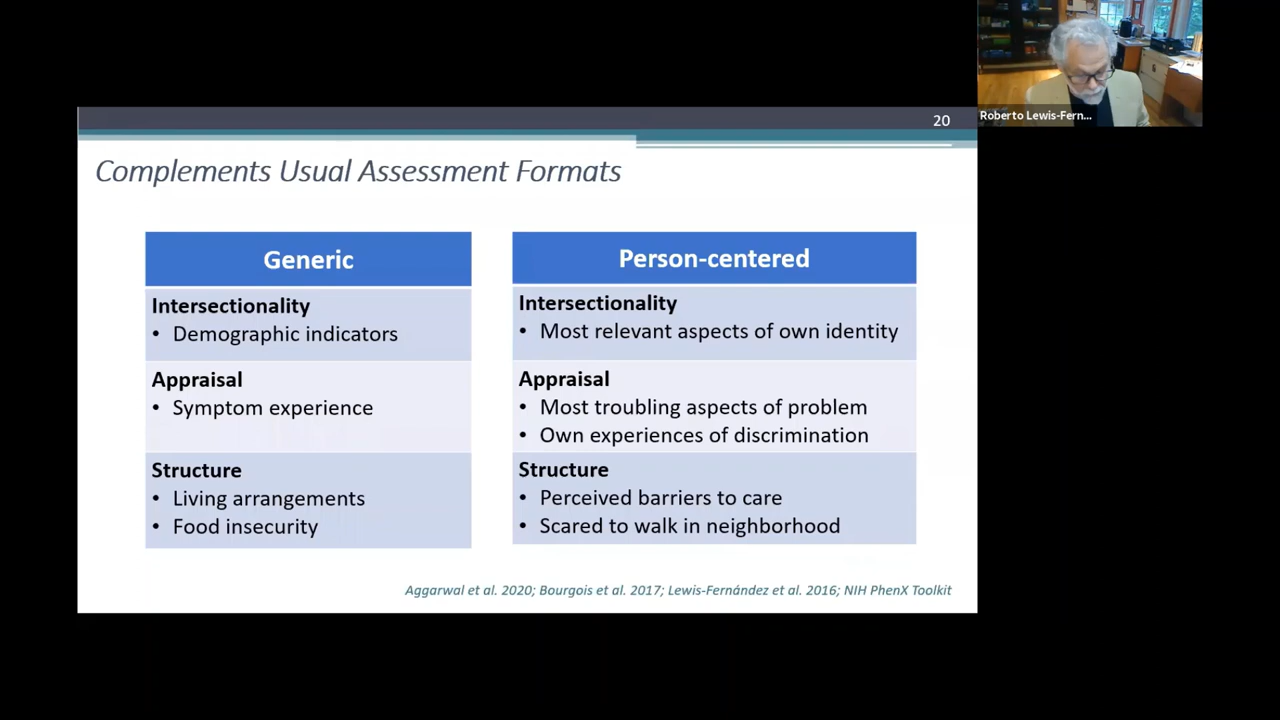 20
Roberto Lewis-Fern...
Complements Usual Assessment Formats
Generic
Intersectionality
• Demographic indicators
Appraisal
• Symptom experience
Structure
• Living arrangements
• Food insecurity
Person-centered
Intersectionality
• Most relevant aspects of own identity
Appraisal
• Most troubling aspects of problem
• Own experiences of discrimination
Structure
• Perceived barriers to care
• Scared to walk in neighborhood
Aggarwal et al. 2020; Bourgois et al. 2017; Lewis-Fernández et al. 2016; NIH PhenX Toolkit